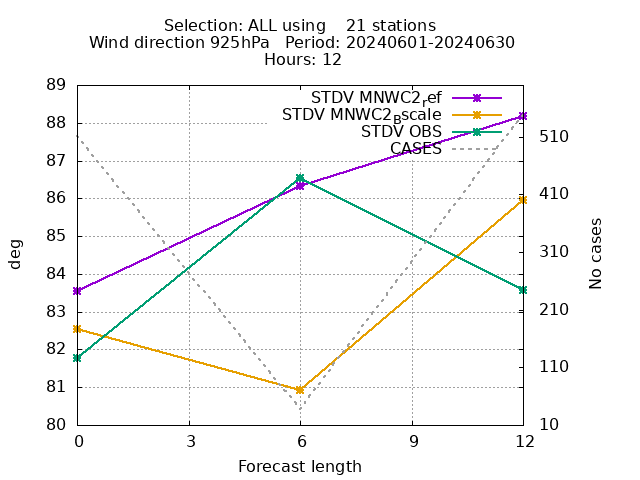 Selection: ALL using    21 stations
Wind direction 925hPa   Period: 20240601-20240630
Hours: 12
STDV MNWC2ref
STDV MNWC2Bscale
STDV OBS
CASES
89
88
87
86
85
84
83
82
81
80
deg
510
410
310
210
110
10
No cases
0 3 6 9 12
Forecast length